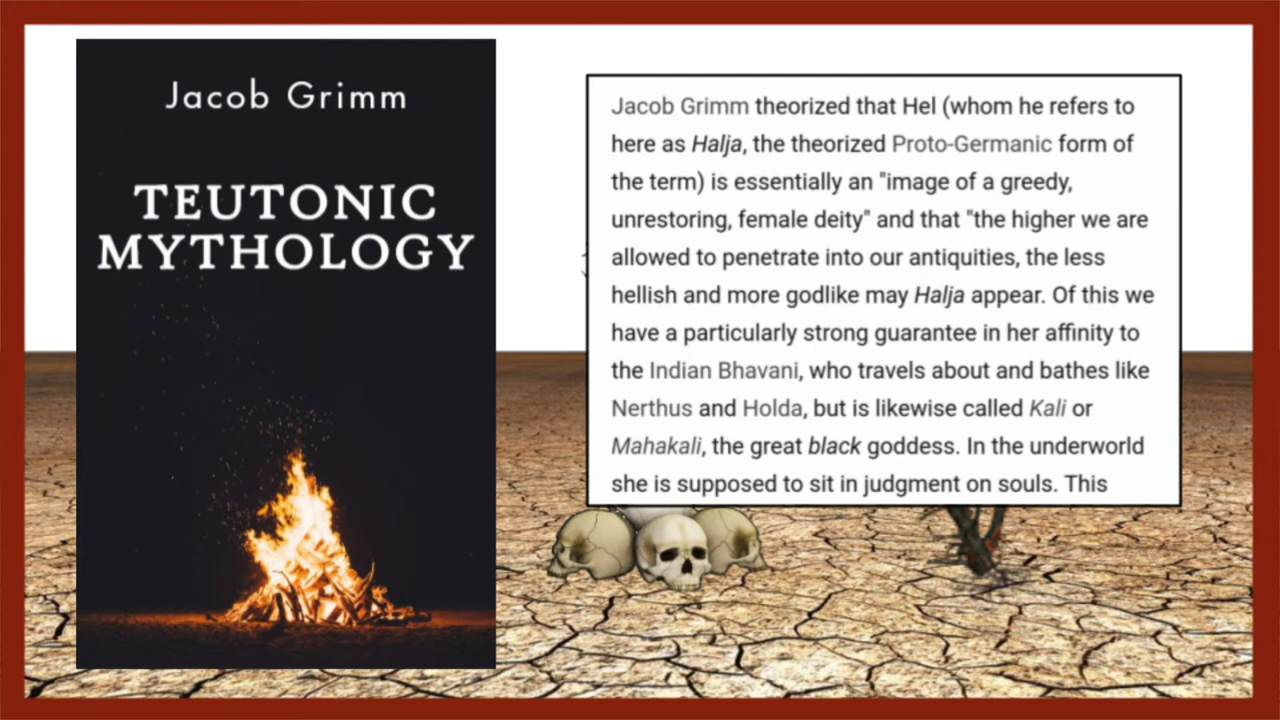 Jacob Grimm
TEUTONIC
MYTHOLOGY
Jacob Grimm theorized that Hel (whom he refers to
here as Halja, the theorized Proto-Germanic form of
the term) is essentially an "image of a greedy,
unrestoring, female deity" and that "the higher we are
allowed to penetrate into our antiquities, the less
hellish and more godlike may Halja appear. Of this we
have a particularly strong guarantee in her affinity to
the Indian Bhavani, who travels about and bathes like
Nerthus and Holda, but is likewise called Kali or
Mahakali, the great black goddess. In the underworld
she is supposed to sit in judgment on souls. This